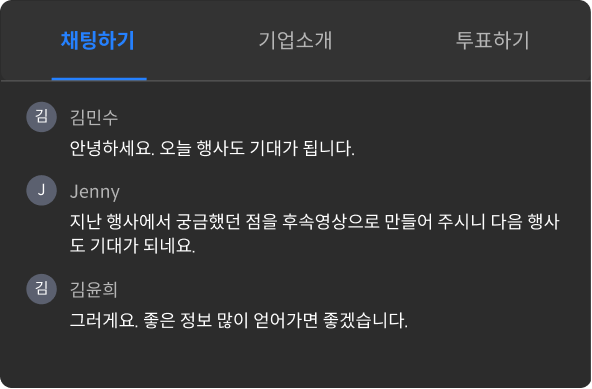 채팅하기 기업소개 투표하기
김 김민수
안녕하세요. 오늘 행사도 기대가 됩니다.
J Jenny
지난 행사에서 궁금했던 점을 후속영상으로 만들어 주시니 다음 행사
도 기대가 되네요.
김 김윤희
그러게요. 좋은 정보 많이 얻어가면 좋겠습니다.